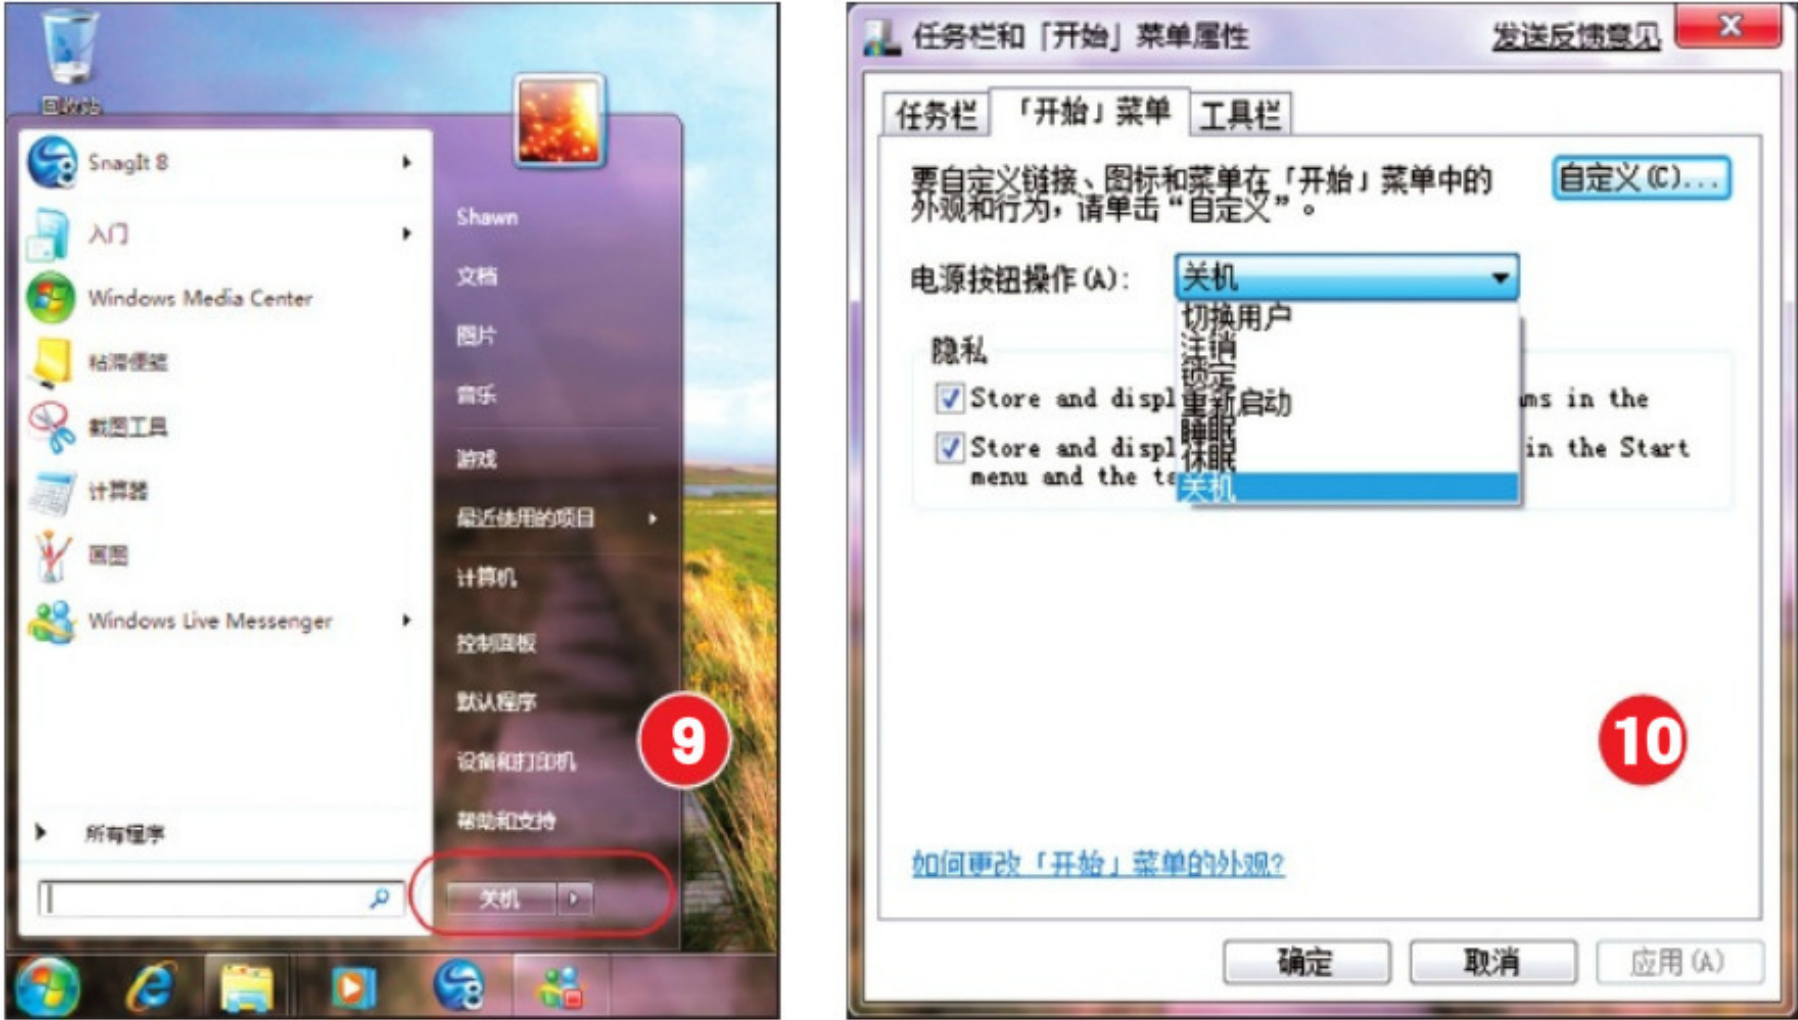 回收站
SnagIt 8
入门
Windows Media Center
粘滞便笺
截图工具
计算器
画图
Windows Live Messenger
所有程序
Shawn
文档
图片
音乐
游戏
最近使用的项目
计算机
控制面板
默认程序
设备和打印机
帮助和支持
关机
9
任务栏和「开始」菜单属性
发送反馈意见
任务栏
「开始」菜单
工具栏
要自定义链接、图标和菜单在「开始」菜单中的
外观和行为，请单击“自定义”。
自定义(C)...
电源按钮操作(A)：
关机
切换用户
注销
锁定
重新启动
睡眠
休眠
关机
隐私
Store and displ ms in the
Store and displ in the Start
menu and the ta
10
如何更改「开始」菜单的外观?
确定
取消
应用(A)